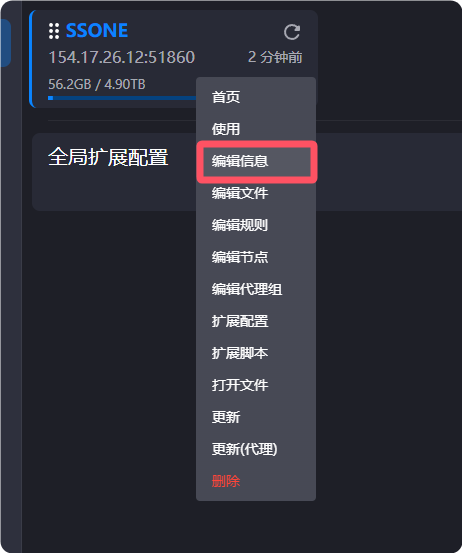 SSONE
154.17.26.12:51860 2 分钟前
56.2GB / 4.90TB
首页
使用
全局扩展配置
编辑信息
编辑文件
编辑规则
编辑节点
编辑代理组
扩展配置
扩展脚本
打开文件
更新
更新(代理)
删除